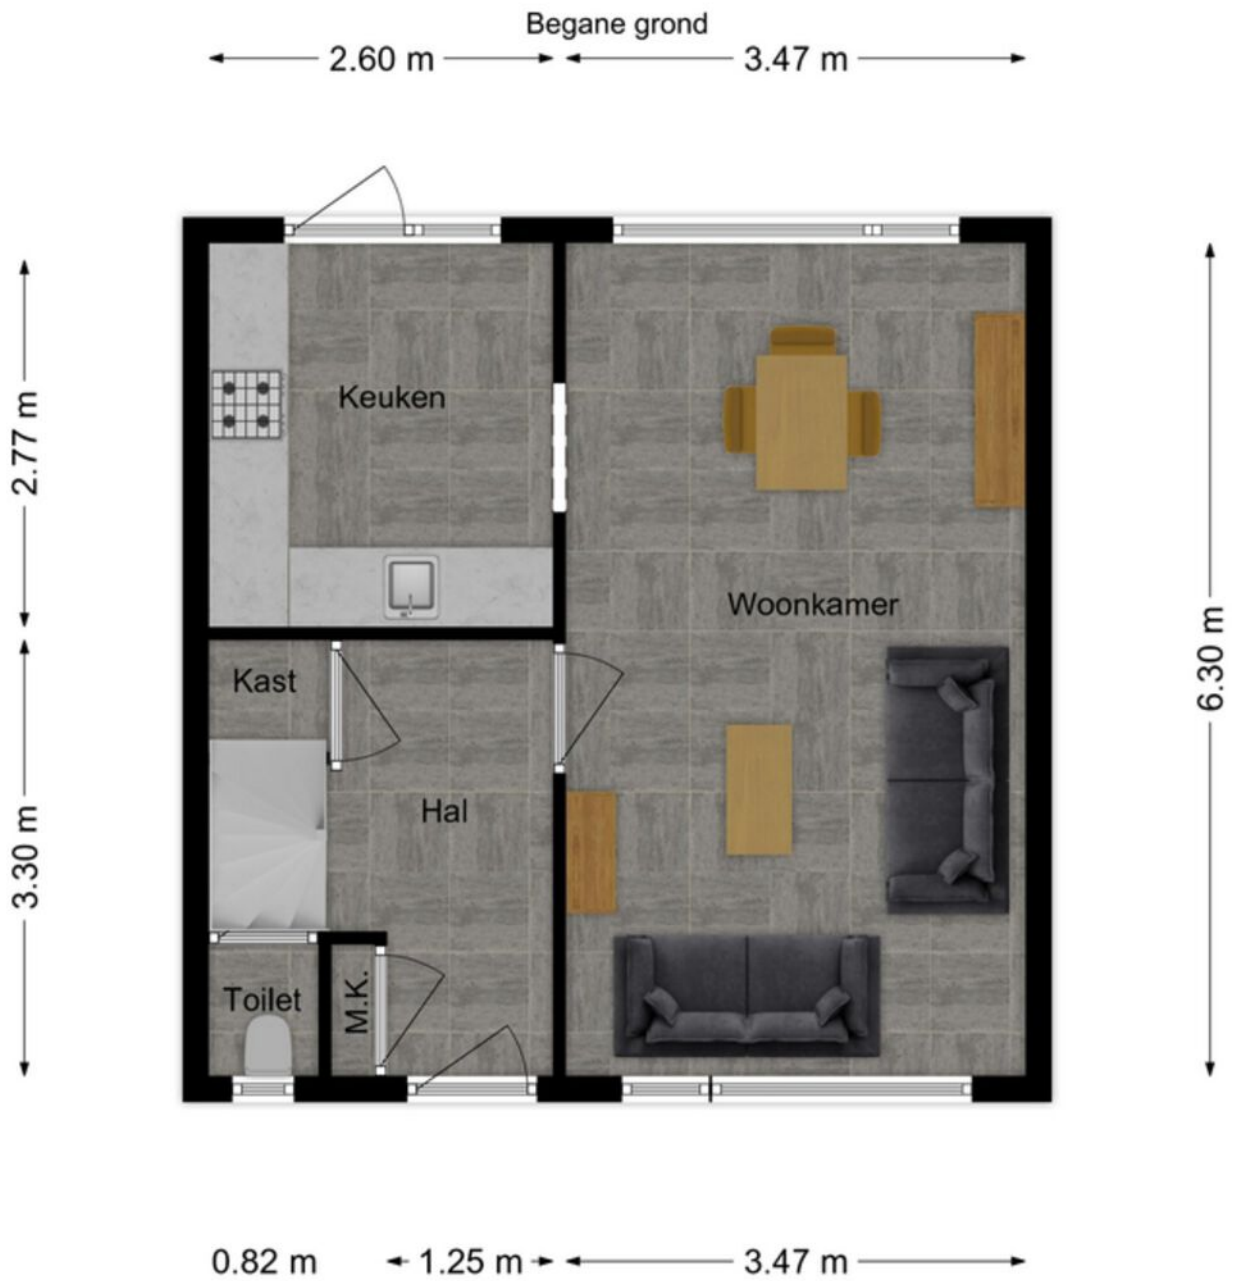 Begane grond
2.60 m
3.47 m
2.77 m
Keuken
Woonkamer
6.30 m
Kast
3.30 m
Hal
Toilet
M.K.
0.82 m
1.25 m
3.47 m